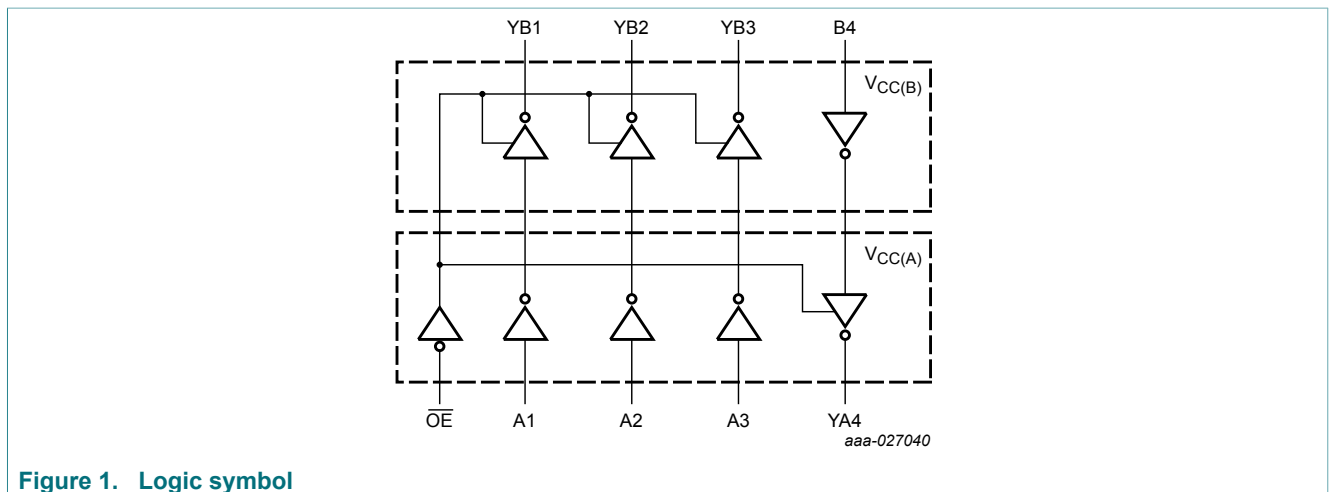 YB1 YB2 YB3 B4
VCC(B)
VCC(A)
OE A1 A2 A3 YA4
aaa-027040
Figure 1. Logic symbol